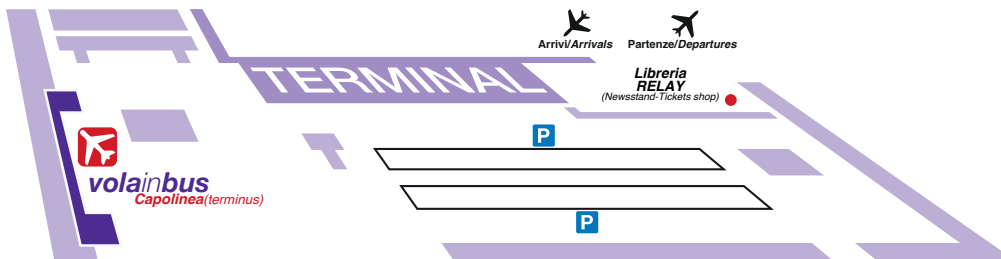 Arrivi/Arrivals Partenze/Departures
TERMINAL
Libreria
RELAY
(Newsstand-Tickets shop)
P
volainbus
Capolinea(terminus)
P